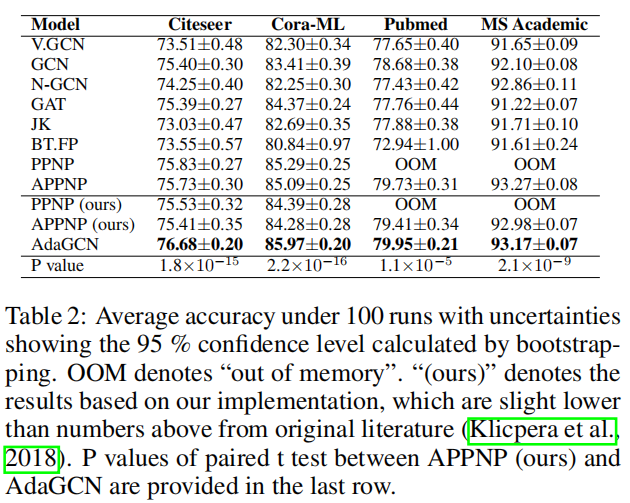 Model Citeseer Cora-ML Pubmed MS Academic
V.GCN 73.51±0.48 82.30±0.34 77.65±0.40 91.65±0.09
GCN 75.40±0.30 83.41±0.39 78.68±0.38 92.10±0.08
N-GCN 74.25±0.40 82.25±0.30 77.43±0.42 92.86±0.11
GAT 75.39±0.27 84.37±0.24 77.76±0.44 91.22±0.07
JK 73.03±0.47 82.69±0.35 77.88±0.38 91.71±0.10
BT.FP 73.55±0.57 80.84±0.97 72.94±1.00 91.61±0.24
PPNP 75.83±0.27 85.29±0.25 OOM OOM
APPNP 75.73±0.30 85.09±0.25 79.73±0.31 93.27±0.08
PPNP (ours) 75.53±0.32 84.39±0.28 OOM OOM
APPNP (ours) 75.41±0.35 84.28±0.28 79.41±0.34 92.98±0.07
AdaGCN 76.68±0.20 85.97±0.20 79.95±0.21 93.17±0.07
P value 1.8×10⁻¹⁵ 2.2×10⁻¹⁶ 1.1×10⁻⁵ 2.1×10⁻⁹
Table 2: Average accuracy under 100 runs with uncertainties
showing the 95 % confidence level calculated by bootstrap-
ping. OOM denotes “out of memory”. “(ours)” denotes the
results based on our implementation, which are slight lower
than numbers above from original literature (Klicpera et al.,
2018). P values of paired t test between APPNP (ours) and
AdaGCN are provided in the last row.